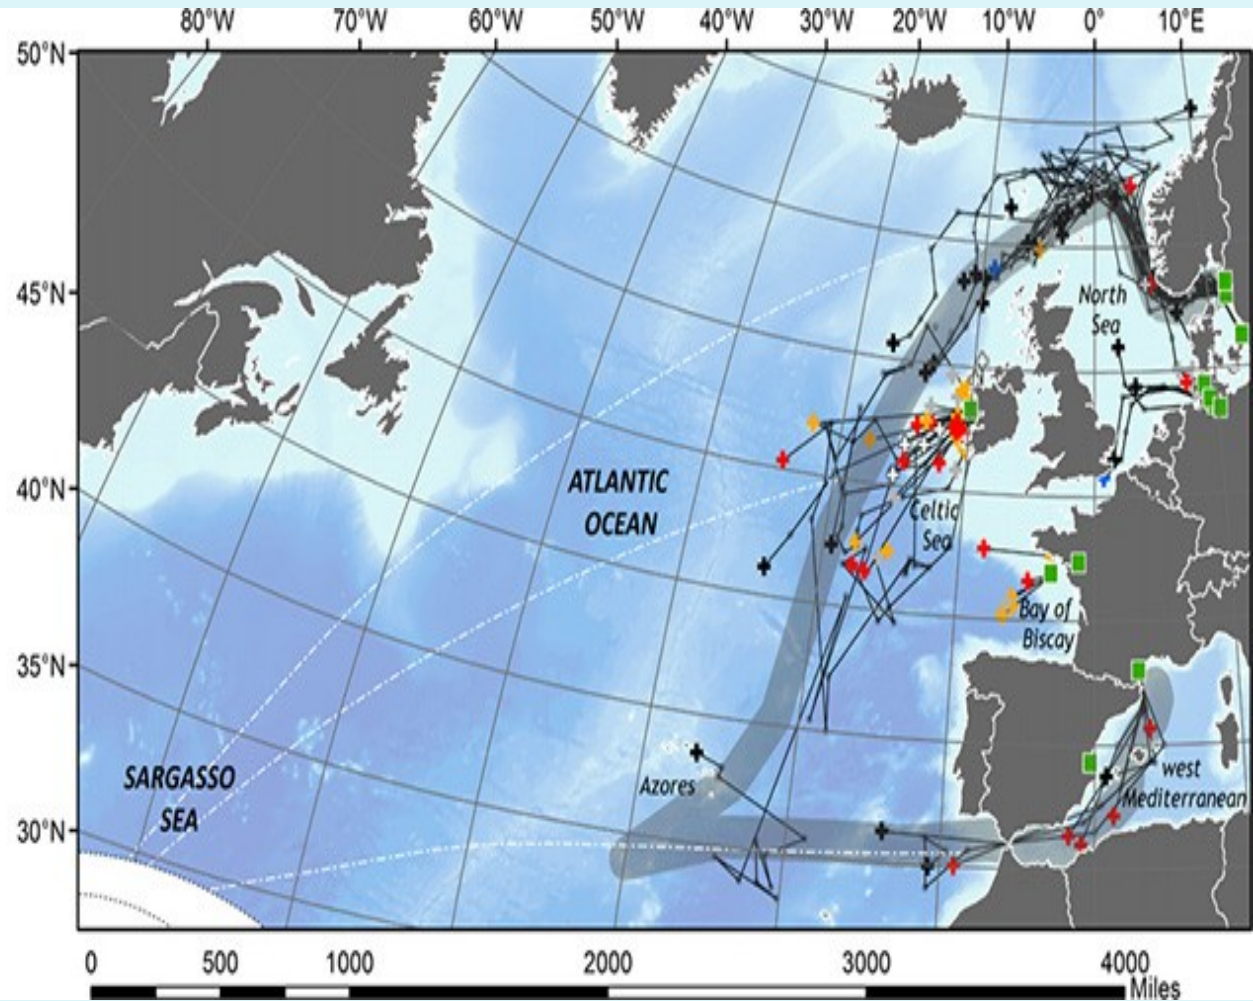 80°W 70°W 60°W 50°W 40°W 30°W 20°W 10°W 0° 10°E
50°N
North
Sea
45°N
ATLANTIC
OCEAN
40°N
Celtic
Sea
Bay of
Biscay
35°N
SARGASSO
SEA
Azores
west
Mediterranean
30°N
0 500 1000 2000 3000 4000
Miles